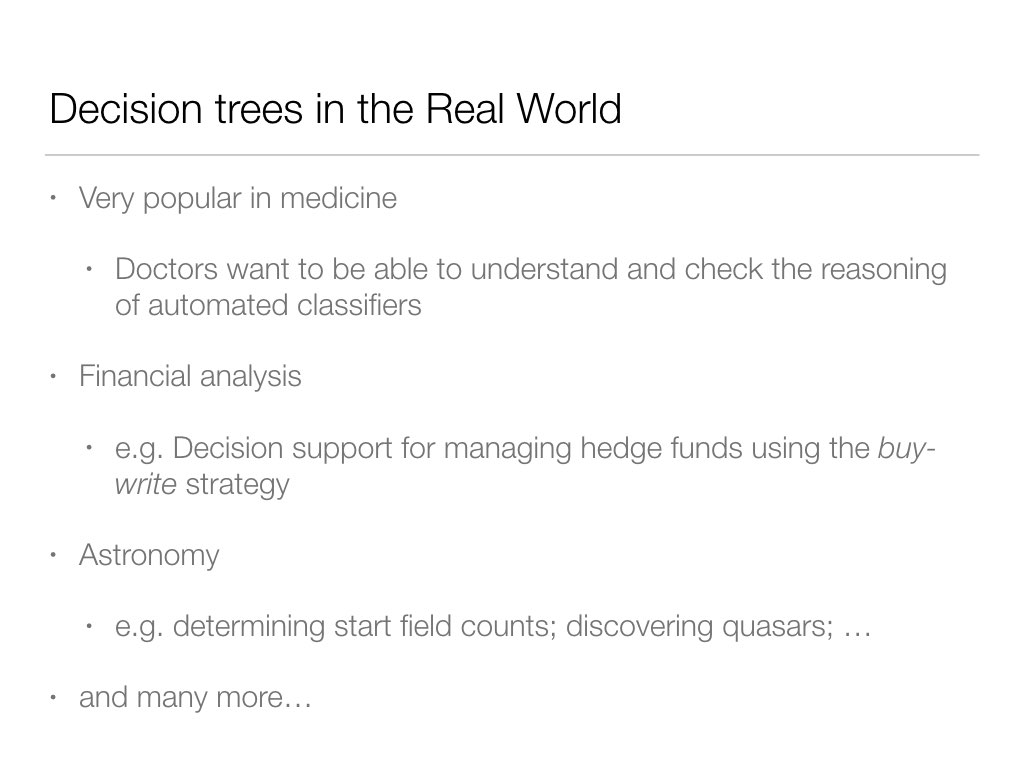 Decision trees in the Real World
• Very popular in medicine
• Doctors want to be able to understand and check the reasoning
of automated classifiers
• Financial analysis
• e.g. Decision support for managing hedge funds using the buy-
write strategy
• Astronomy
• e.g. determining start field counts; discovering quasars; …
• and many more…